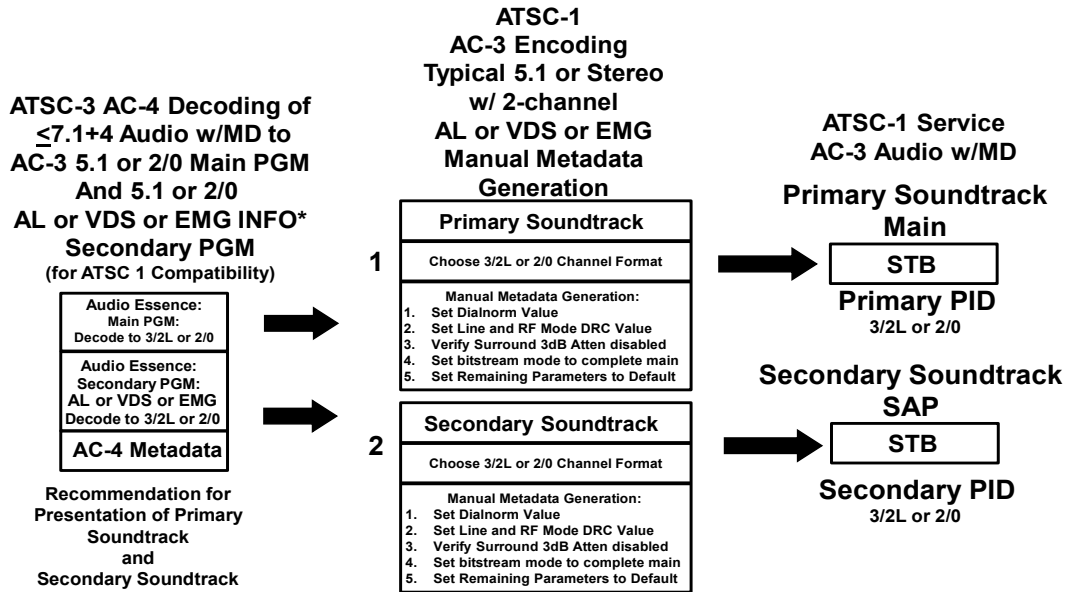 ATSC-3 AC-4 Decoding of
≤7.1+4 Audio w/MD to
AC-3 5.1 or 2/0 Main PGM
And 5.1 or 2/0
AL or VDS or EMG INFO*
Secondary PGM
(for ATSC 1 Compatibility)
Audio Essence:
Main PGM:
Decode to 3/2L or 2/0
Audio Essence:
Secondary PGM:
AL or VDS or EMG
Decode to 3/2L or 2/0
AC-4 Metadata
Recommendation for
Presentation of Primary
Soundtrack
and
Secondary Soundtrack
ATSC-1
AC-3 Encoding
Typical 5.1 or Stereo
w/ 2-channel
AL or VDS or EMG
Manual Metadata
Generation
1
Primary Soundtrack
Choose 3/2L or 2/0 Channel Format
Manual Metadata Generation:
1. Set Dialnorm Value
2. Set Line and RF Mode DRC Value
3. Verify Surround 3dB Atten disabled
4. Set bitstream mode to complete main
5. Set Remaining Parameters to Default
2
Secondary Soundtrack
Choose 3/2L or 2/0 Channel Format
Manual Metadata Generation:
1. Set Dialnorm Value
2. Set Line and RF Mode DRC Value
3. Verify Surround 3dB Atten disabled
4. Set bitstream mode to complete main
5. Set Remaining Parameters to Default
ATSC-1 Service
AC-3 Audio w/MD
Primary Soundtrack
Main
STB
Primary PID
3/2L or 2/0
Secondary Soundtrack
SAP
STB
Secondary PID
3/2L or 2/0